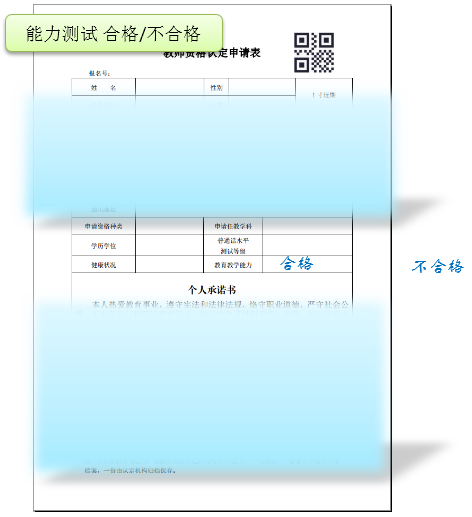 能力测试 合格/不合格
教师资格认定申请表
报名号:
姓 名 性别
申请资格种类 申请任教学科
学历学位 普通话水平
测试等级
健康状况 教育教学能力 合格 不合格
个人承诺书
本人热爱教育事业,遵守宪法和法律法规,恪守职业道德,严守社会公